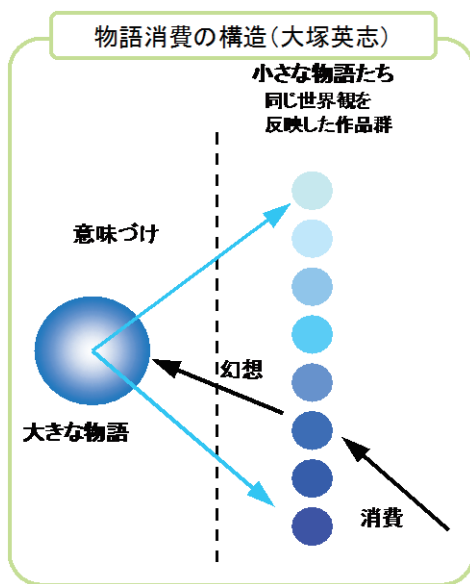 物語消費の構造(大塚英志)
小さな物語たち
同じ世界観を
反映した作品群
意味づけ
幻想
大きな物語
消費